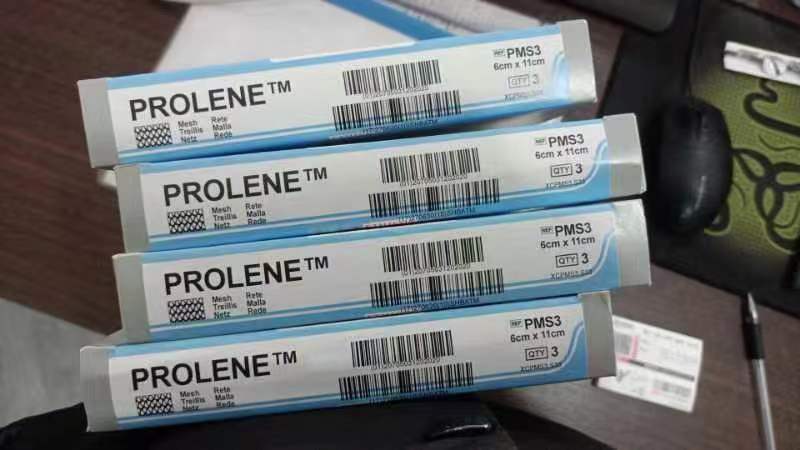 PROLENE™
Mesh Rete
Treillis Malla
Netz Rede
REF PMS3
6cm x 11cm
QTY 3
PROLENE™
Mesh Rete
Treillis Malla
Netz Rede
REF PMS3
6cm x 11cm
QTY 3
PROLENE™
Mesh Rete
Treillis Malla
Netz Rede
REF PMS3
6cm x 11cm
QTY 3
PROLENE™
Mesh Rete
Treillis Malla
Netz Rede
REF PMS3
6cm x 11cm
QTY 3